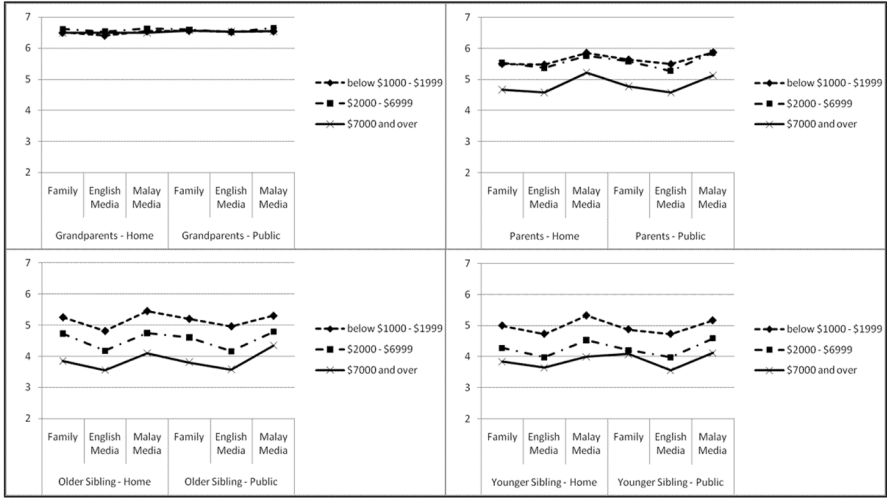 7
6
5
4
3
2
Family
English Media
Malay Media
Family
English Media
Malay Media
Grandparents - Home
Grandparents - Public
below $1000 - $1999
$2000 - $6999
$7000 and over
7
6
5
4
3
2
Family
English Media
Malay Media
Family
English Media
Malay Media
Parents - Home
Parents - Public
below $1000 - $1999
$2000 - $6999
$7000 and over
7
6
5
4
3
2
Family
English Media
Malay Media
Family
English Media
Malay Media
Older Sibling - Home
Older Sibling - Public
below $1000 - $1999
$2000 - $6999
$7000 and over
7
6
5
4
3
2
Family
English Media
Malay Media
Family
English Media
Malay Media
Younger Sibling - Home
Younger Sibling - Public
below $1000 - $1999
$2000 - $6999
$7000 and over